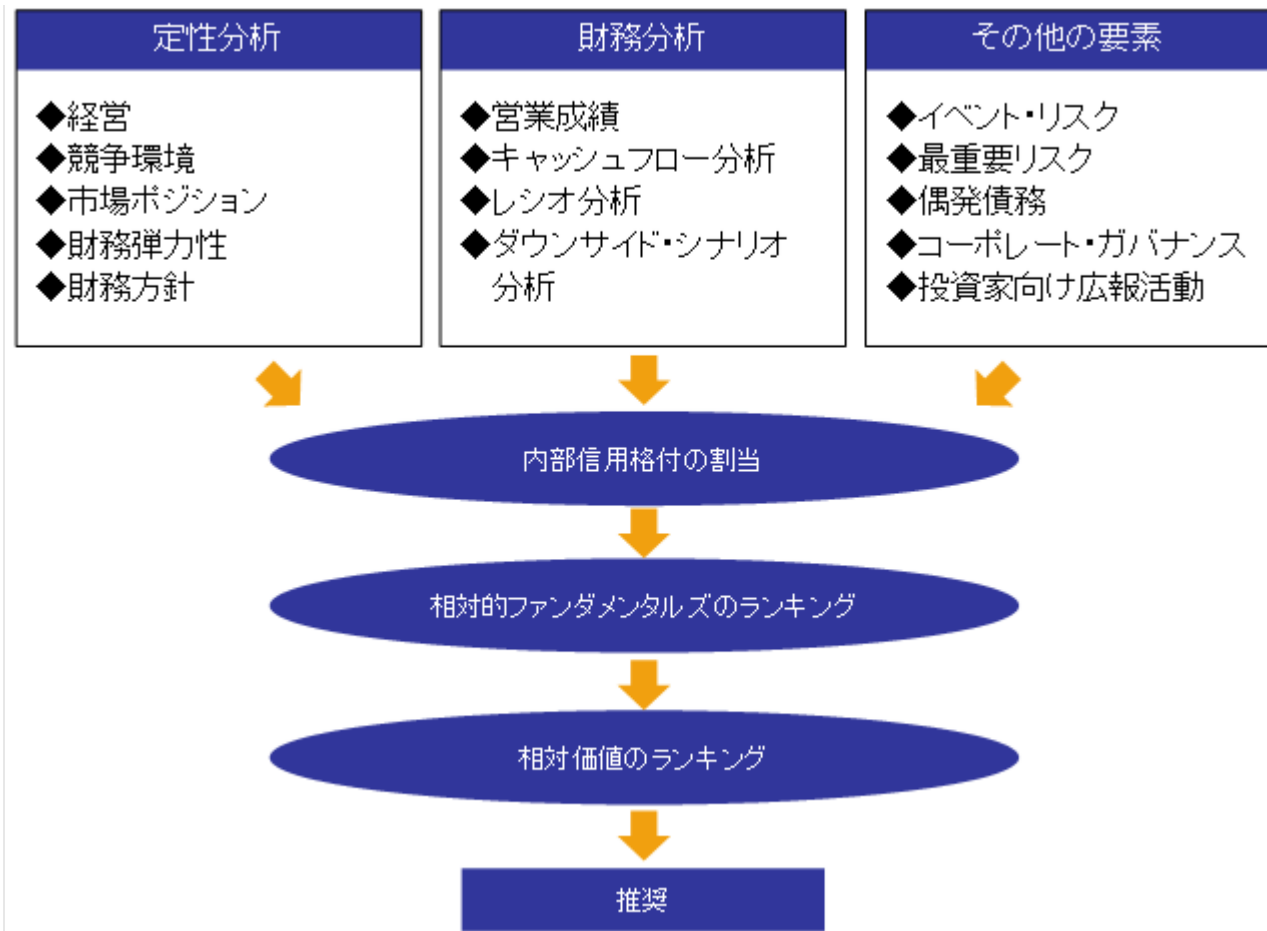 定性分析
◆経営
◆競争環境
◆市場ポジション
◆財務弾力性
◆財務方針
財務分析
◆営業成績
◆キャッシュフロー分析
◆レシオ分析
◆ダウンサイド・シナリオ
分析
その他の要素
◆イベント・リスク
◆最重要リスク
◆偶発債務
◆コーポレート・ガバナンス
◆投資家向け広報活動
内部信用格付の割当
相対的ファンダメンタルズのランキング
相対価値のランキング
推奨